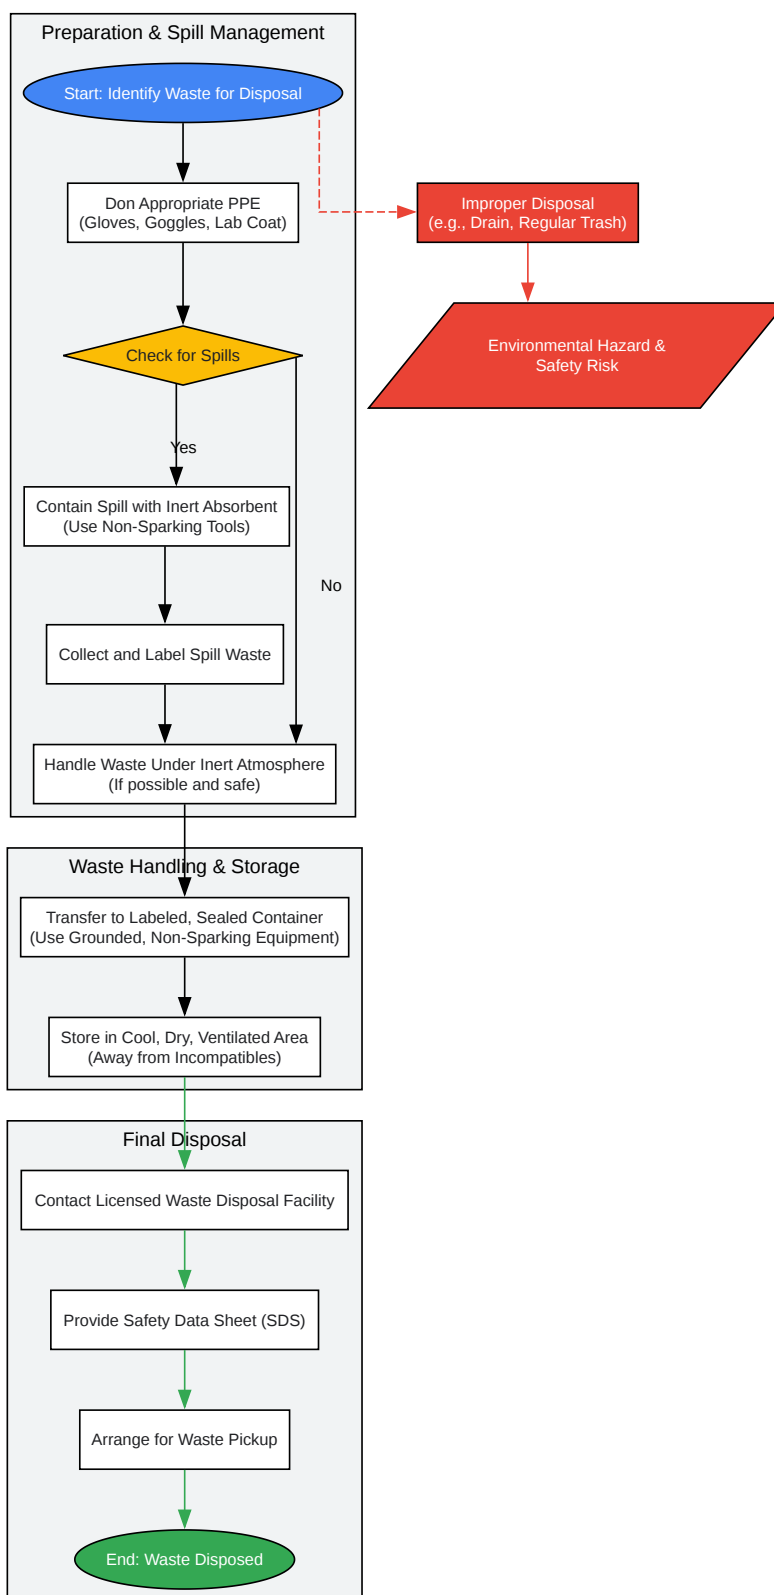 Preparation & Spill Management
Start: Identify Waste for Disposal
Don Appropriate PPE
(Gloves, Goggles, Lab Coat)
Improper Disposal
(e.g., Drain, Regular Trash)
Environmental Hazard &
Safety Risk
Check for Spills
Yes
Contain Spill with Inert Absorbent
(Use Non-Sparking Tools)
No
Collect and Label Spill Waste
Handle Waste Under Inert Atmosphere
(If possible and safe)
Waste Handling & Storage
Transfer to Labeled, Sealed Container
(Use Grounded, Non-Sparking Equipment)
Store in Cool, Dry, Ventilated Area
(Away from Incompatibles)
Final Disposal
Contact Licensed Waste Disposal Facility
Provide Safety Data Sheet (SDS)
Arrange for Waste Pickup
End: Waste Disposed